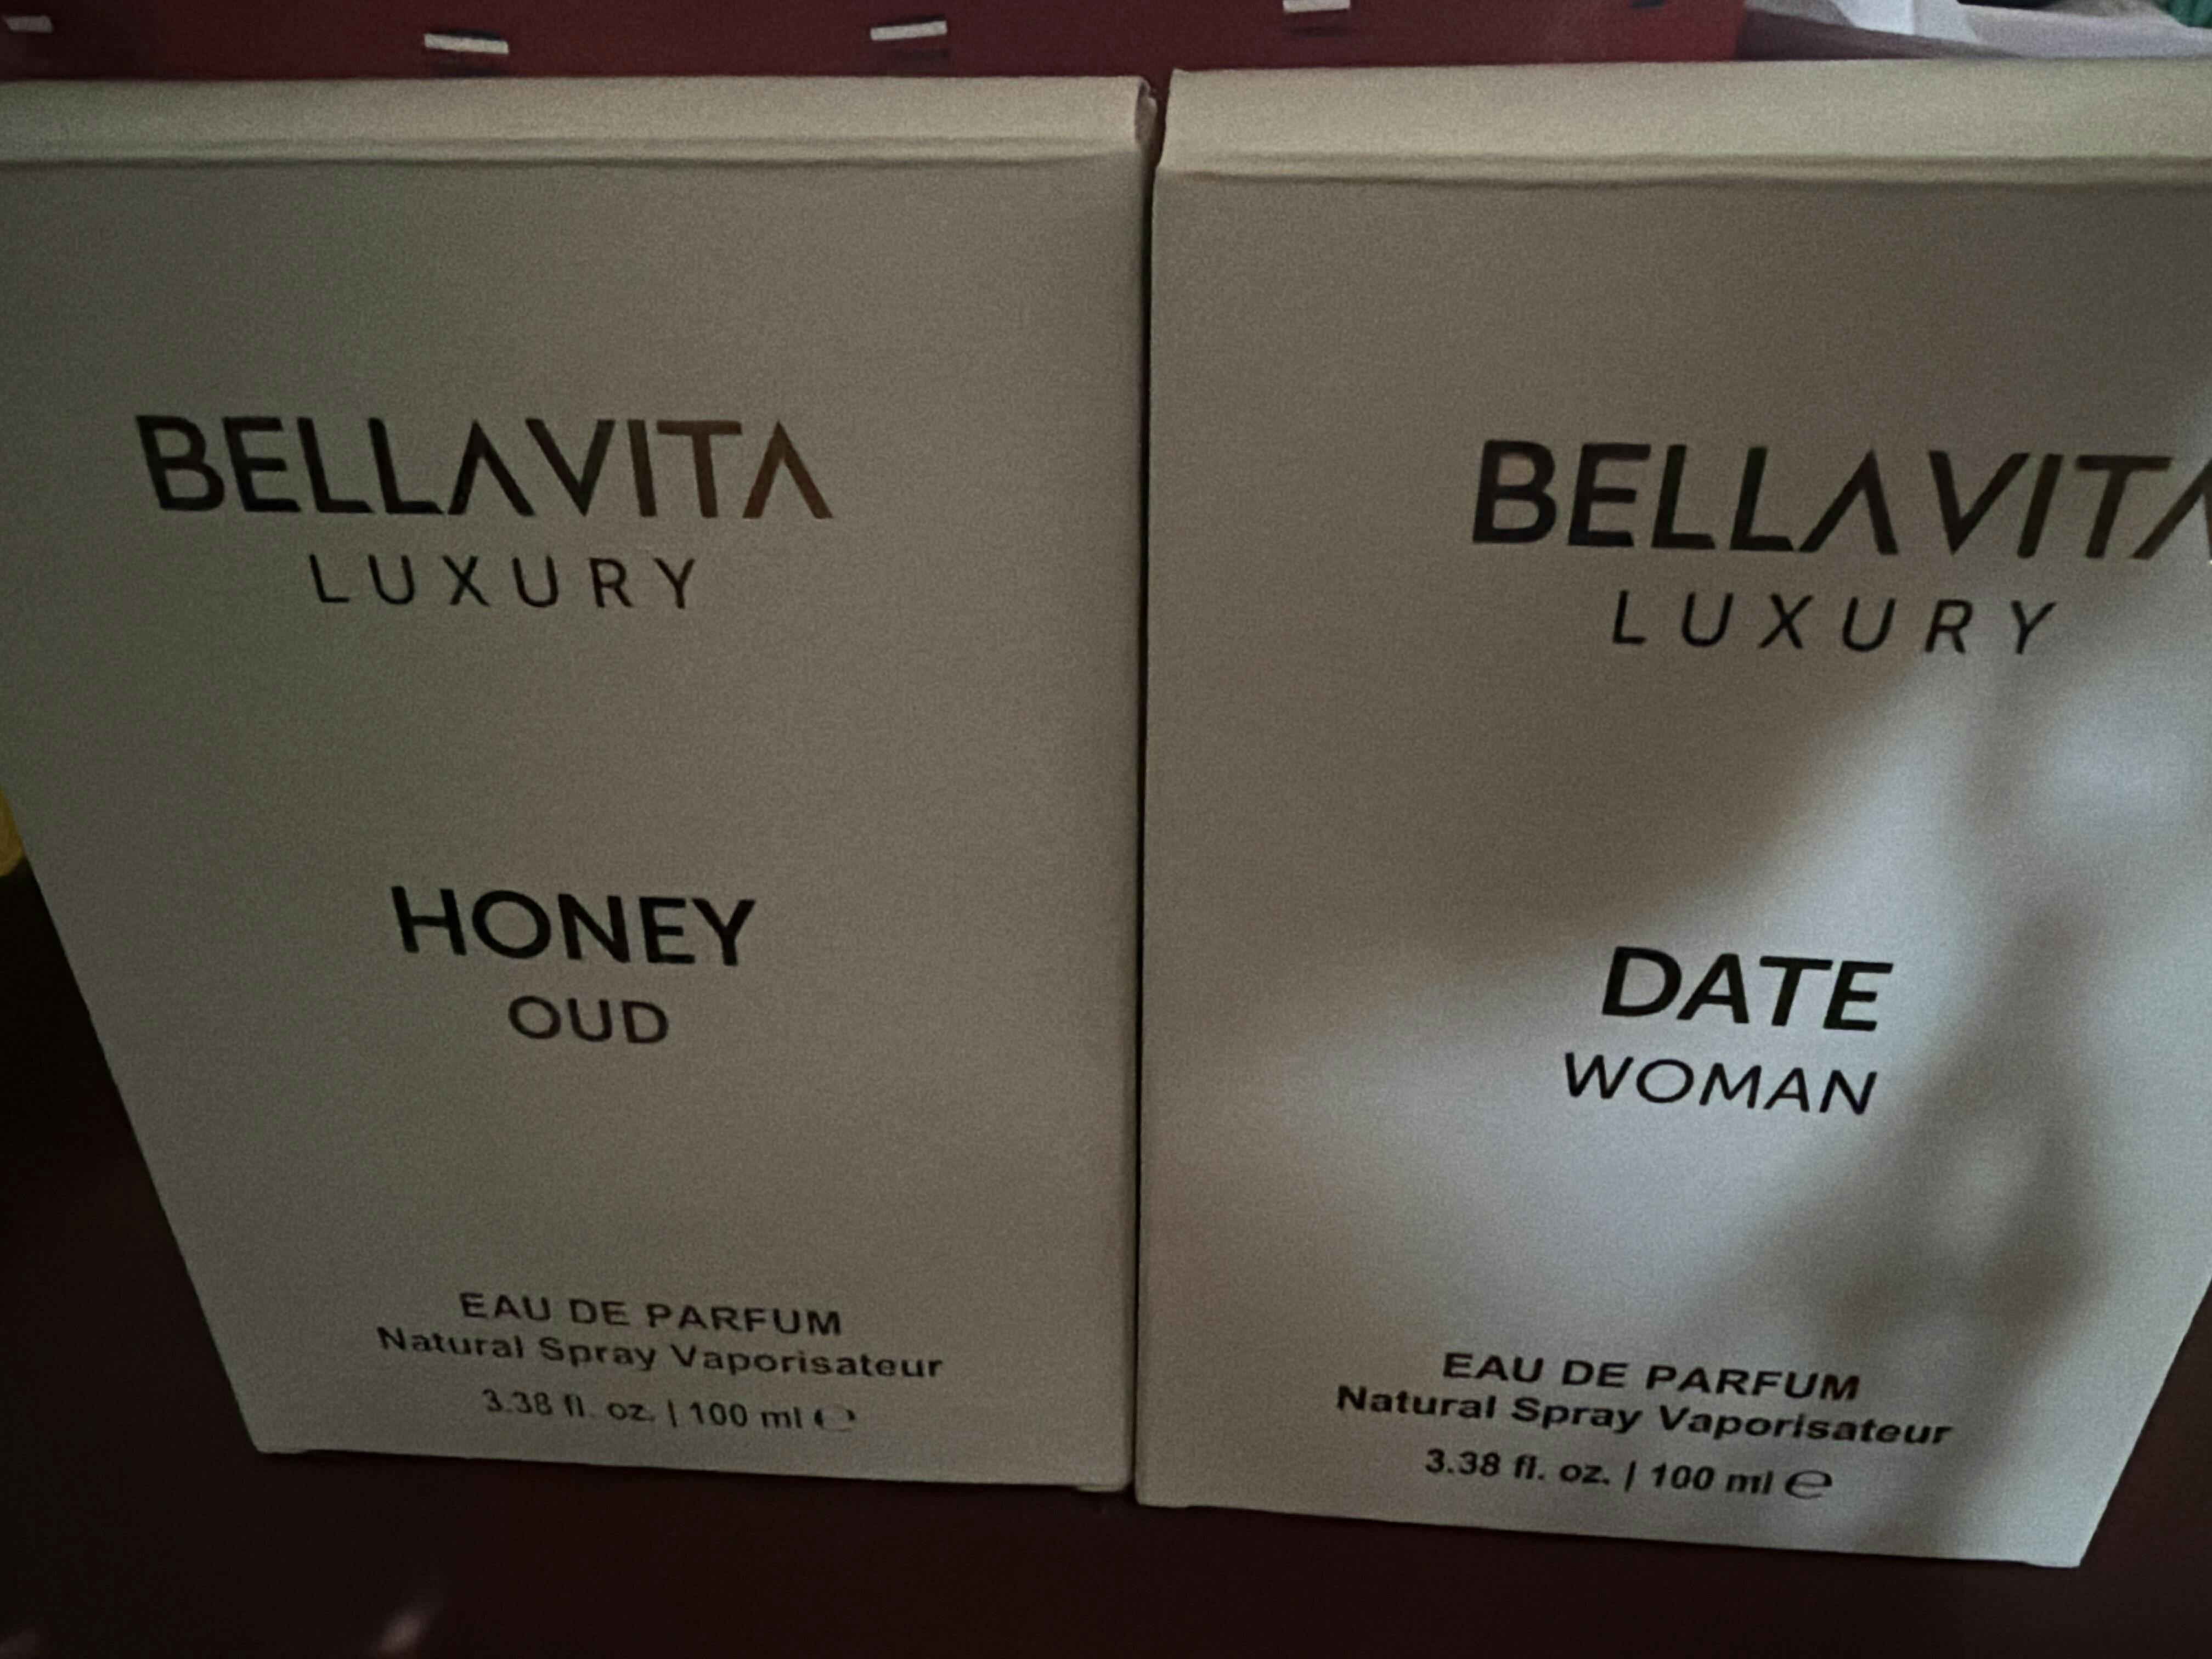 BELLAVITA
LUXURY
HONEY
OUD
EAU DE PARFUM
Natural Spray Vaporisateur
3.38 fl. oz. | 100 ml ℮
BELLAVITA
LUXURY
DATE
WOMAN
EAU DE PARFUM
Natural Spray Vaporisateur
3.38 fl. oz. | 100 ml ℮